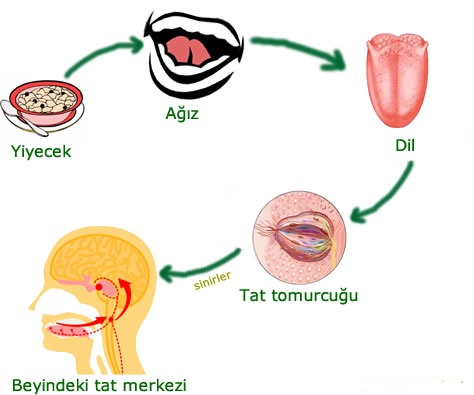 Yiyecek
Ağız
Dil
Tat tomurcuğu
sinirler
Beyindeki tat merkezi